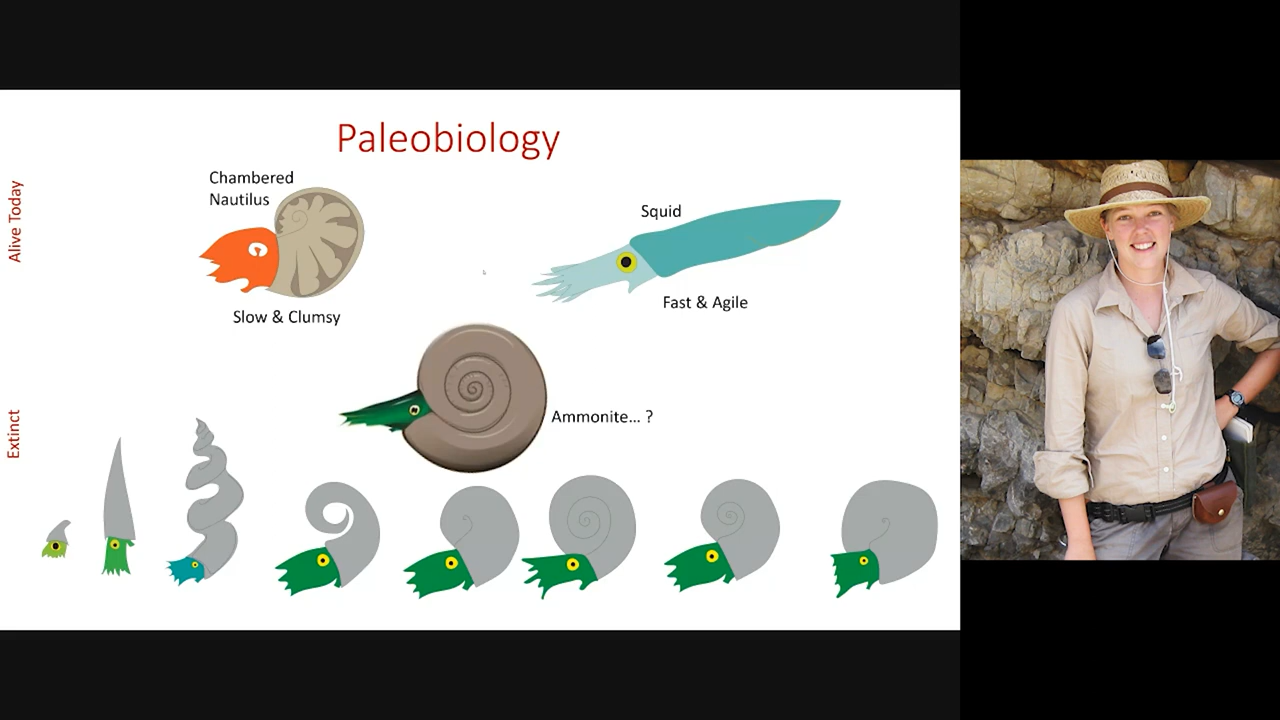 Paleobiology
Alive Today
Chambered
Nautilus
Squid
Slow & Clumsy
Fast & Agile
Extinct
Ammonite... ?